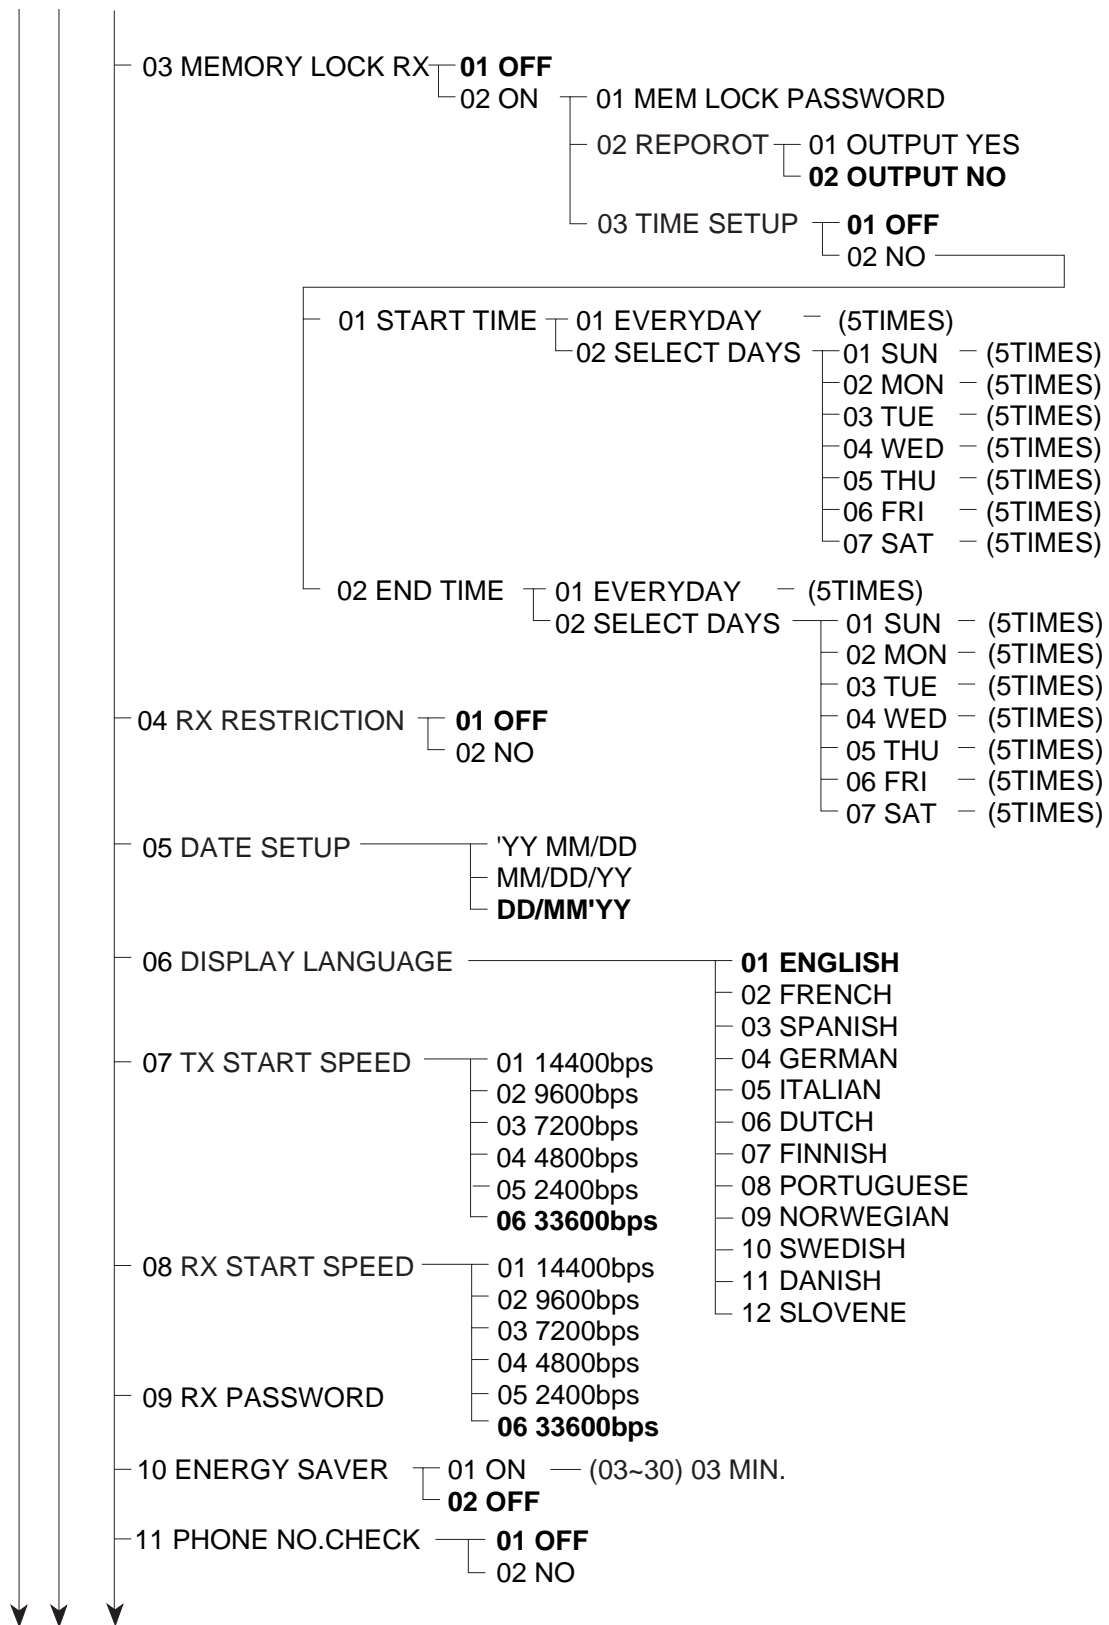 03 MEMORY LOCK RX 01 OFF
02 ON 01 MEM LOCK PASSWORD
02 REPOROT 01 OUTPUT YES
02 OUTPUT NO
03 TIME SETUP 01 OFF
02 NO
01 START TIME 01 EVERYDAY (5TIMES)
02 SELECT DAYS 01 SUN (5TIMES)
02 MON (5TIMES)
03 TUE (5TIMES)
04 WED (5TIMES)
05 THU (5TIMES)
06 FRI (5TIMES)
07 SAT (5TIMES)
02 END TIME 01 EVERYDAY (5TIMES)
02 SELECT DAYS 01 SUN (5TIMES)
02 MON (5TIMES)
03 TUE (5TIMES)
04 WED (5TIMES)
05 THU (5TIMES)
06 FRI (5TIMES)
07 SAT (5TIMES)
04 RX RESTRICTION 01 OFF
02 NO
05 DATE SETUP 'YY MM/DD
MM/DD/YY
DD/MM'YY
06 DISPLAY LANGUAGE 01 ENGLISH
02 FRENCH
03 SPANISH
04 GERMAN
05 ITALIAN
06 DUTCH
07 FINNISH
08 PORTUGUESE
09 NORWEGIAN
10 SWEDISH
11 DANISH
12 SLOVENE
07 TX START SPEED 01 14400bps
02 9600bps
03 7200bps
04 4800bps
05 2400bps
06 33600bps
08 RX START SPEED 01 14400bps
02 9600bps
03 7200bps
04 4800bps
05 2400bps
06 33600bps
09 RX PASSWORD
10 ENERGY SAVER 01 ON (03~30) 03 MIN.
02 OFF
11 PHONE NO.CHECK 01 OFF
02 NO